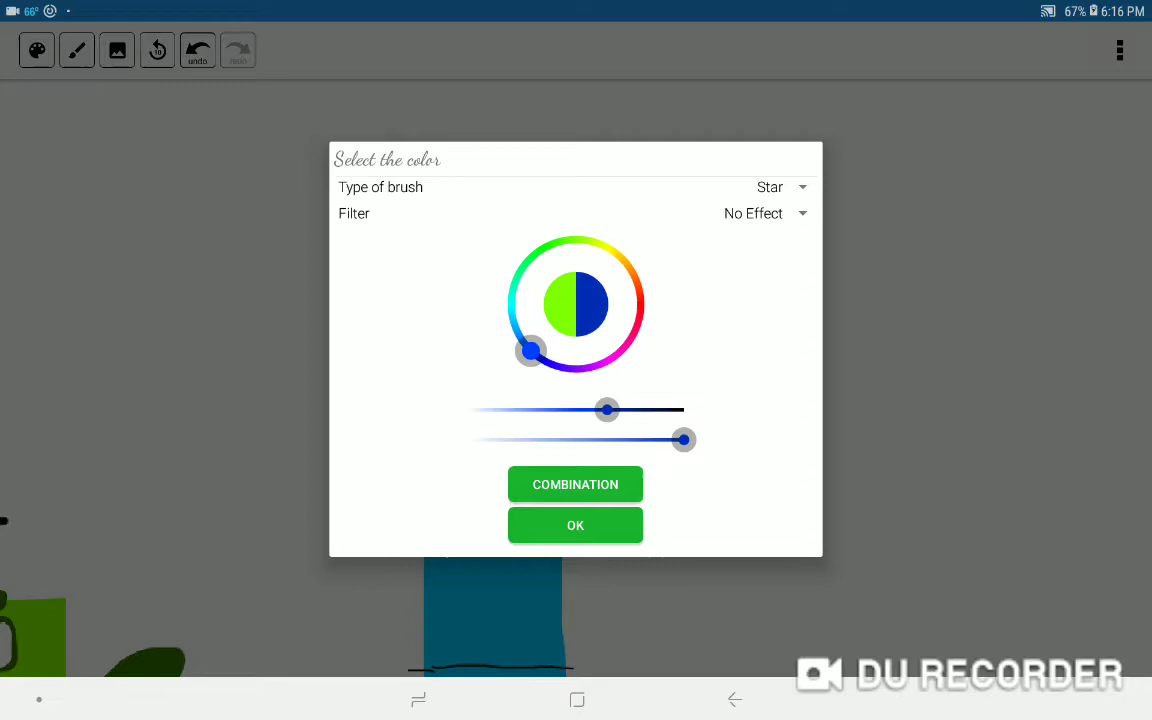 66°
67% 6:16 PM
10
undo
redo
Select the color
Type of brush
Star
Filter
No Effect
COMBINATION
OK
DU RECORDER